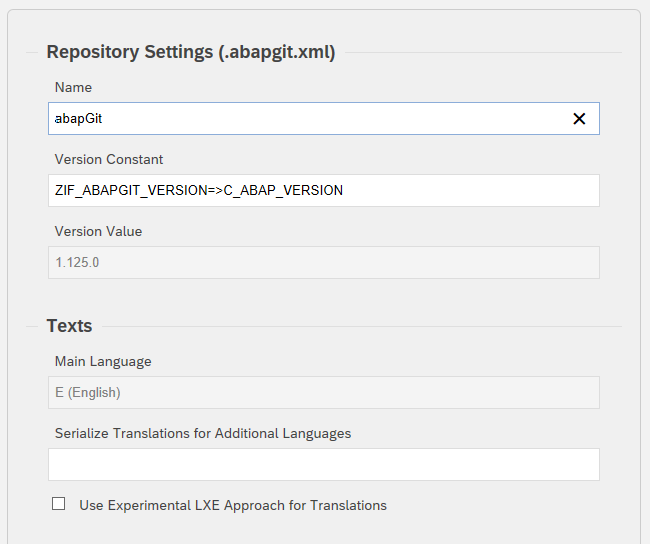 Repository Settings (.abapgit.xml)
Name
abapGit
Version Constant
ZIF_ABAPGIT_VERSION=>C_ABAP_VERSION
Version Value
1.125.0
Texts
Main Language
E (English)
Serialize Translations for Additional Languages
Use Experimental LXE Approach for Translations